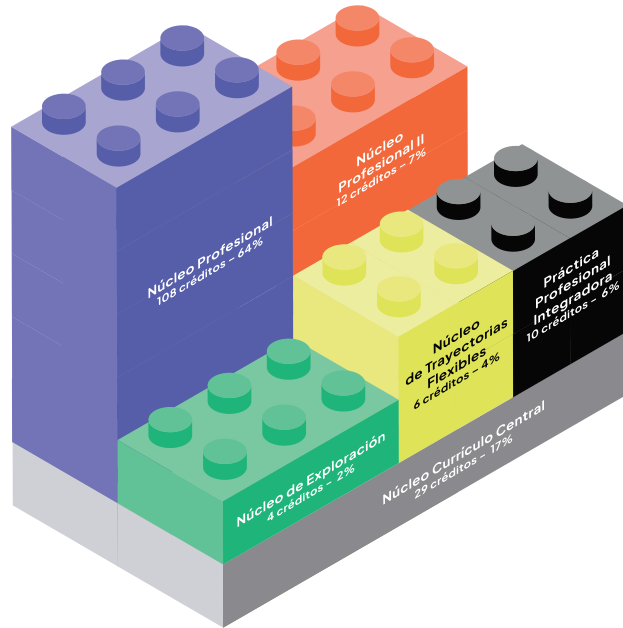 Núcleo
Profesional II
12 créditos – 7%
Núcleo Profesional
108 créditos – 64%
Práctica
Profesional
Integradora
10 créditos – 6%
Núcleo
de Trayectorias
Flexibles
6 créditos – 4%
Núcleo de Exploración
4 créditos – 2%
Núcleo Currículo Central
29 créditos – 17%